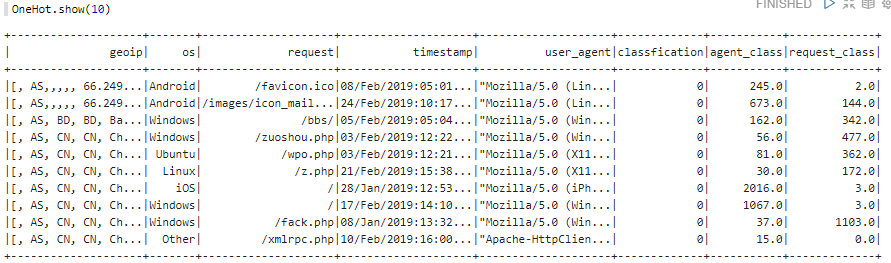 OneHot.show(10)
FINISHED
+--------------------+-------+--------------------+--------------------+--------------------+-------------+-----------+-------------+
| geoip| os| request| timestamp| user_agent|classfication|agent_class|request_class|
+--------------------+-------+--------------------+--------------------+--------------------+-------------+-----------+-------------+
|[, AS,,,,, 66.249...|Android| /favicon.ico|08/Feb/2019:05:01...|"Mozilla/5.0 (Lin...| 0| 245.0| 2.0|
|[, AS,,,,, 66.249...|Android|/images/icon_mail...|24/Feb/2019:10:17...|"Mozilla/5.0 (Lin...| 0| 673.0| 144.0|
|[, AS, BD, BD, Ba...|Windows| /bbs/|05/Feb/2019:05:04...|"Mozilla/5.0 (Win...| 0| 162.0| 342.0|
|[, AS, CN, CN, Ch...|Windows| /zuoshou.php|03/Feb/2019:12:22...|"Mozilla/5.0 (Win...| 0| 56.0| 477.0|
|[, AS, CN, CN, Ch...| Ubuntu| /wpo.php|03/Feb/2019:12:21...|"Mozilla/5.0 (X11...| 0| 81.0| 362.0|
|[, AS, CN, CN, Ch...| Linux| /z.php|21/Feb/2019:15:38...|"Mozilla/5.0 (X11...| 0| 30.0| 172.0|
|[, AS, CN, CN, Ch...| iOS| /|28/Jan/2019:12:53...|"Mozilla/5.0 (iPh...| 0| 2016.0| 3.0|
|[, AS, CN, CN, Ch...|Windows| /|17/Feb/2019:14:10...|"Mozilla/5.0 (Win...| 0| 1067.0| 3.0|
|[, AS, CN, CN, Ch...|Windows| /fack.php|08/Jan/2019:13:32...|"Mozilla/5.0 (Win...| 0| 37.0| 1103.0|
|[, AS, CN, CN, Ch...| Other| /xmlrpc.php|10/Feb/2019:16:00...|"Apache-HttpClien...| 0| 15.0| 0.0|
+--------------------+-------+--------------------+--------------------+--------------------+-------------+-----------+-------------+